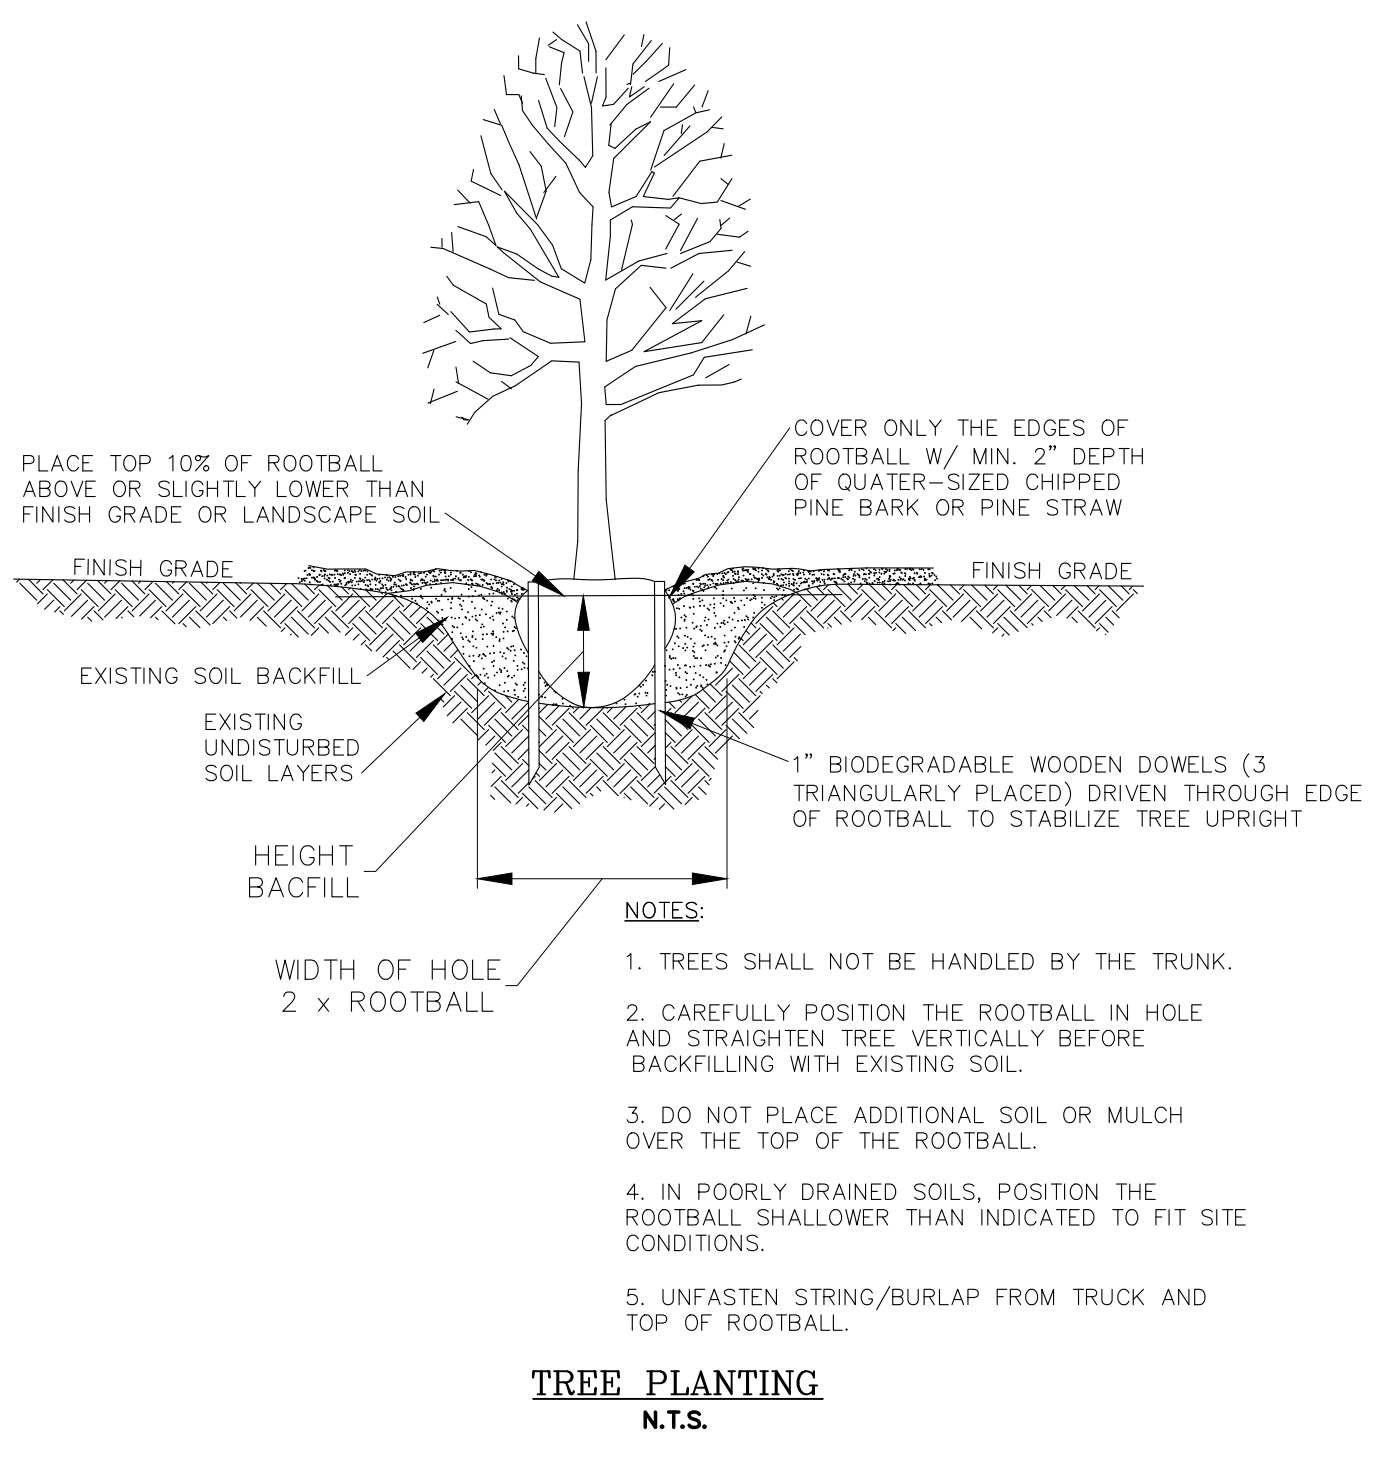 COVER ONLY THE EDGES OF
ROOTBALL W/ MIN. 2” DEPTH
OF QUATER-SIZED CHIPPED
PINE BARK OR PINE STRAW
PLACE TOP 10% OF ROOTBALL
ABOVE OR SLIGHTLY LOWER THAN
FINISH GRADE OR LANDSCAPE SOIL
FINISH GRADE
FINISH GRADE
EXISTING SOIL BACKFILL
EXISTING
UNDISTURBED
SOIL LAYERS
1” BIODEGRADABLE WOODEN DOWELS (3
TRIANGULARLY PLACED) DRIVEN THROUGH EDGE
OF ROOTBALL TO STABILIZE TREE UPRIGHT
HEIGHT
BACFILL
WIDTH OF HOLE
2 x ROOTBALL
NOTES:
1. TREES SHALL NOT BE HANDLED BY THE TRUNK.
2. CAREFULLY POSITION THE ROOTBALL IN HOLE
AND STRAIGHTEN TREE VERTICALLY BEFORE
BACKFILLING WITH EXISTING SOIL.
3. DO NOT PLACE ADDITIONAL SOIL OR MULCH
OVER THE TOP OF THE ROOTBALL.
4. IN POORLY DRAINED SOILS, POSITION THE
ROOTBALL SHALLOWER THAN INDICATED TO FIT SITE
CONDITIONS.
5. UNFASTEN STRING/BURLAP FROM TRUCK AND
TOP OF ROOTBALL.
TREE PLANTING
N.T.S.